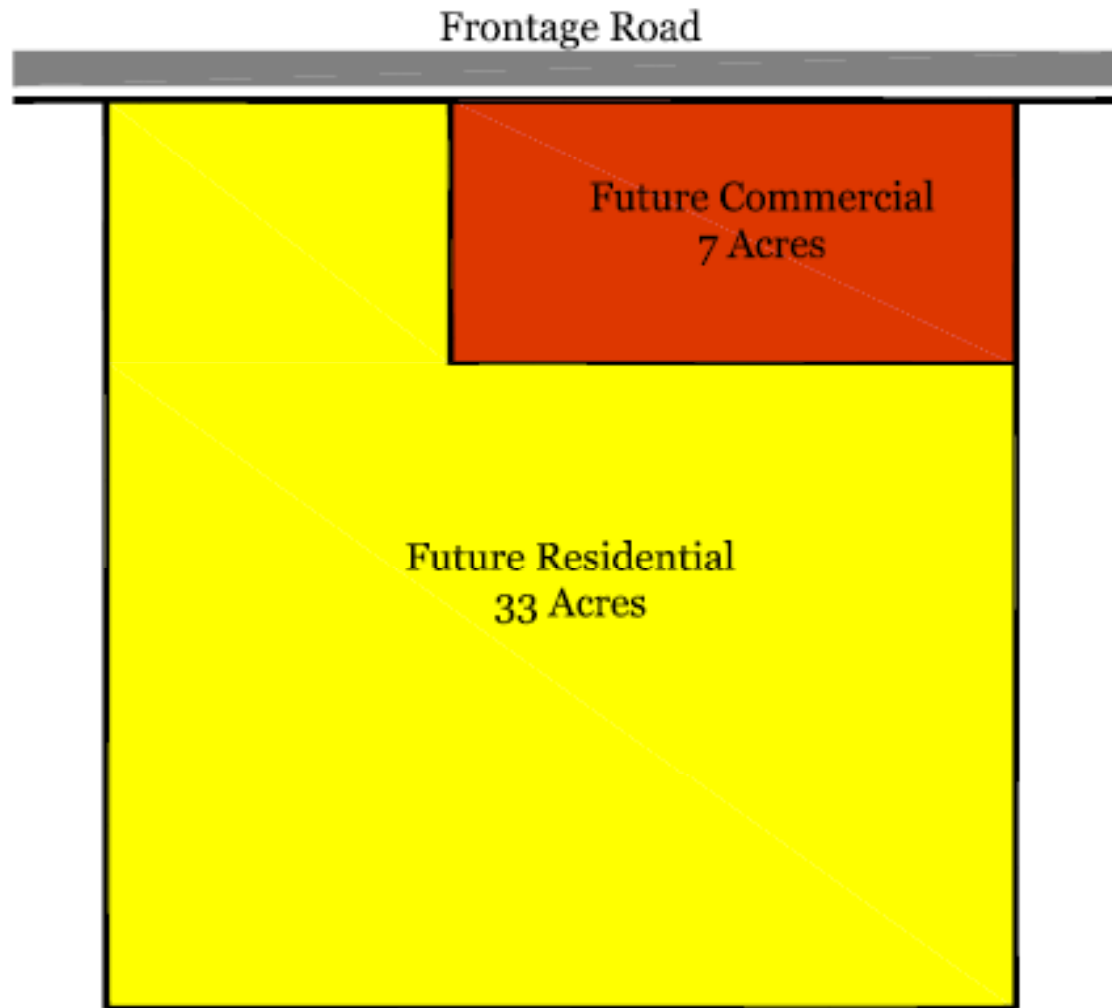 Frontage Road
Future Commercial
7 Acres
Future Residential
33 Acres